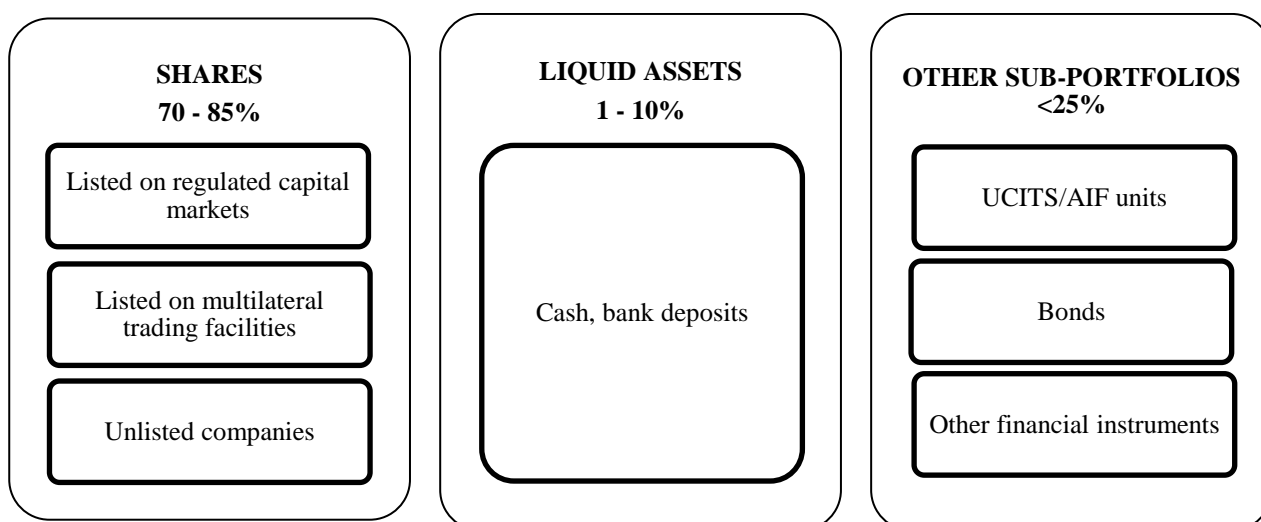 SHARES
70 - 85%
Listed on regulated capital
markets
Listed on multilateral
trading facilities
Unlisted companies
LIQUID ASSETS
1 - 10%
Cash, bank deposits
OTHER SUB-PORTFOLIOS
<25%
UCITS/AIF units
Bonds
Other financial instruments